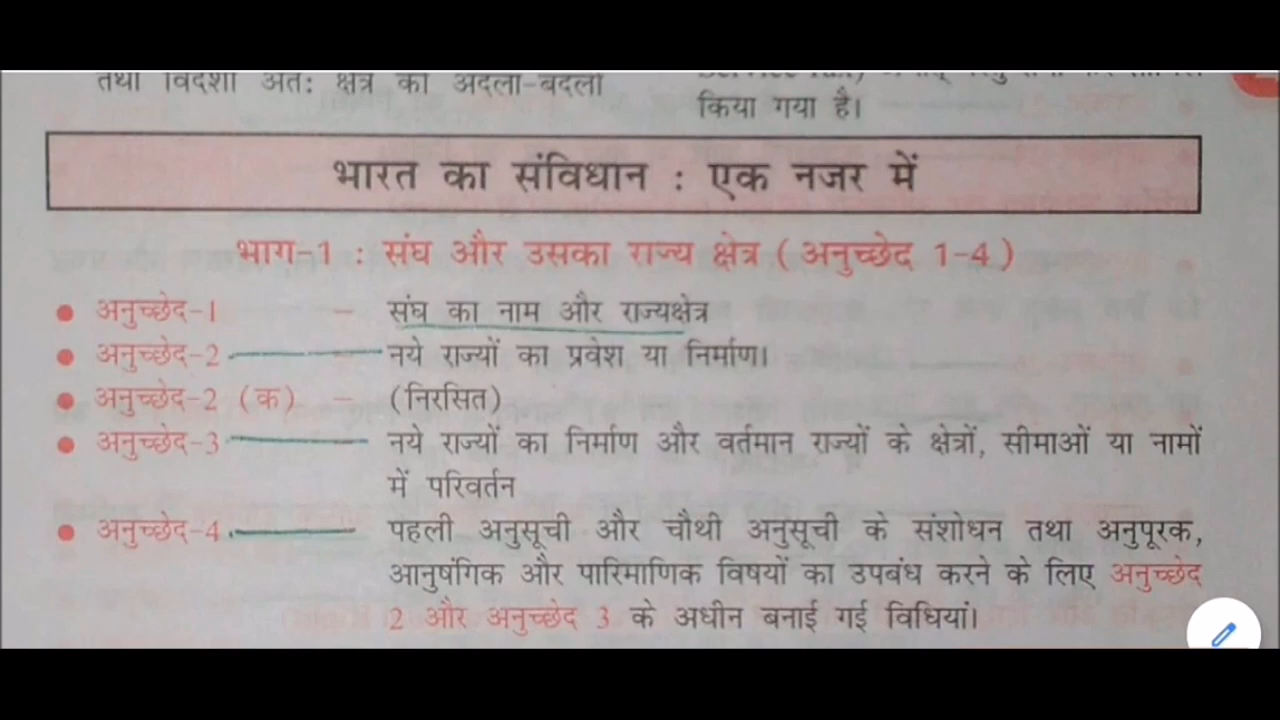 तथा विदेशी अंतः क्षेत्र की अदला-बदली
किया गया है।
भारत का संविधान : एक नजर में
भाग-1 : संघ और उसका राज्य क्षेत्र ( अनुच्छेद 1-4 )
• अनुच्छेद-1 – संघ का नाम और राज्यक्षेत्र
• अनुच्छेद-2 – नये राज्यों का प्रवेश या निर्माण।
• अनुच्छेद-2 (क) – (निरसित)
• अनुच्छेद-3 – नये राज्यों का निर्माण और वर्तमान राज्यों के क्षेत्रों, सीमाओं या नामों
में परिवर्तन
• अनुच्छेद-4 – पहली अनुसूची और चौथी अनुसूची के संशोधन तथा अनुपूरक,
आनुषंगिक और पारिमाणिक विषयों का उपबंध करने के लिए अनुच्छेद
2 और अनुच्छेद 3 के अधीन बनाई गई विधियां।